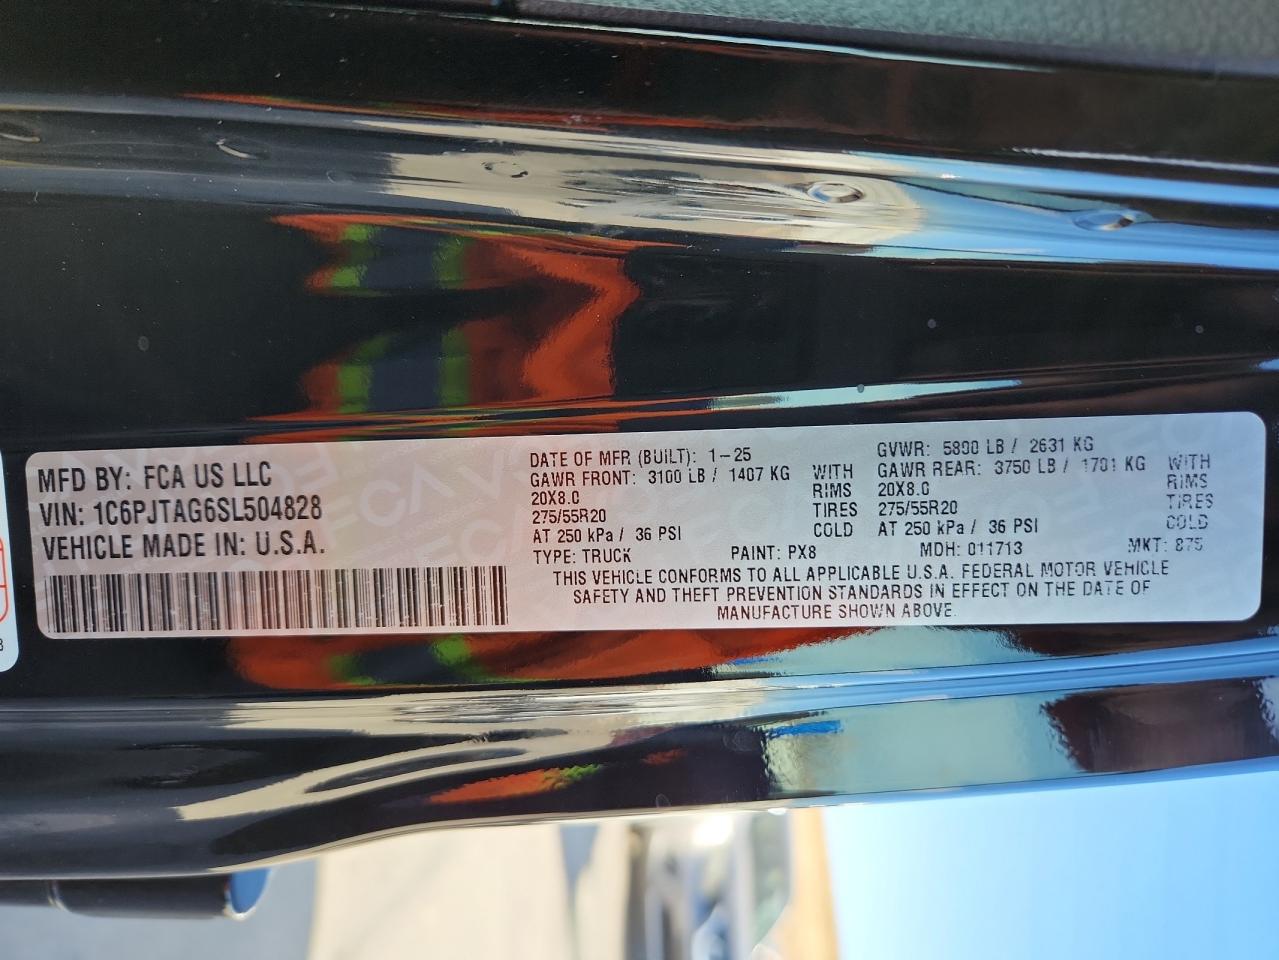 MFD BY: FCA US LLC
VIN: 1C6PJTAG6SL504828
VEHICLE MADE IN: U.S.A.
DATE OF MFR (BUILT): 1-25
GAWR FRONT: 3100 LB / 1407 KG WITH
20X8.0 RIMS
275/55R20 TIRES
AT 250 kPa / 36 PSI COLD
GVWR: 5800 LB / 2631 KG
GAWR REAR: 3750 LB / 1701 KG WITH
20X8.0 RIMS
275/55R20 TIRES
AT 250 kPa / 36 PSI COLD
TYPE: TRUCK PAINT: PX8 MDH: 011713 MKT: 875
THIS VEHICLE CONFORMS TO ALL APPLICABLE U.S.A. FEDERAL MOTOR VEHICLE
SAFETY AND THEFT PREVENTION STANDARDS IN EFFECT ON THE DATE OF
MANUFACTURE SHOWN ABOVE.